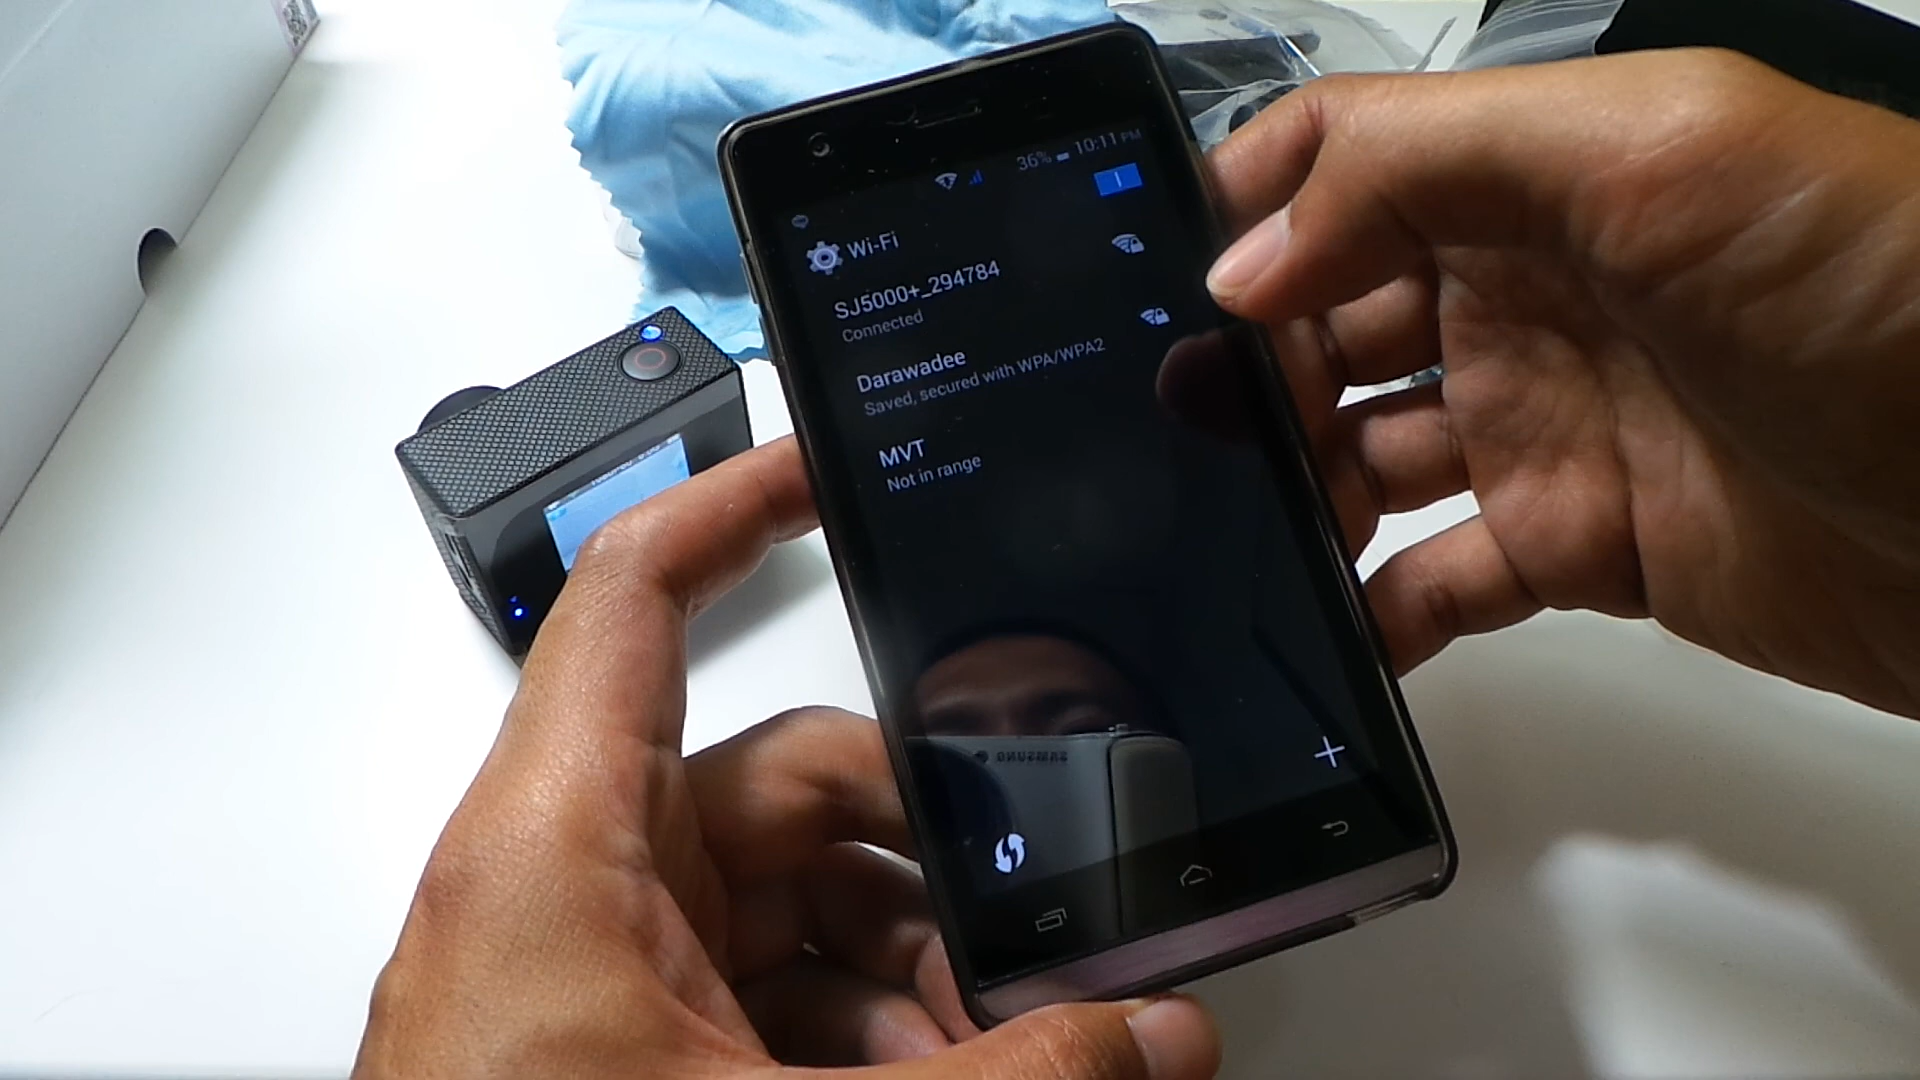 36% 10:11 PM
Wi-Fi
SJ5000+_294784
Connected
Darawadee
Saved, secured with WPA/WPA2
MVT
Not in range
SAMSUNG